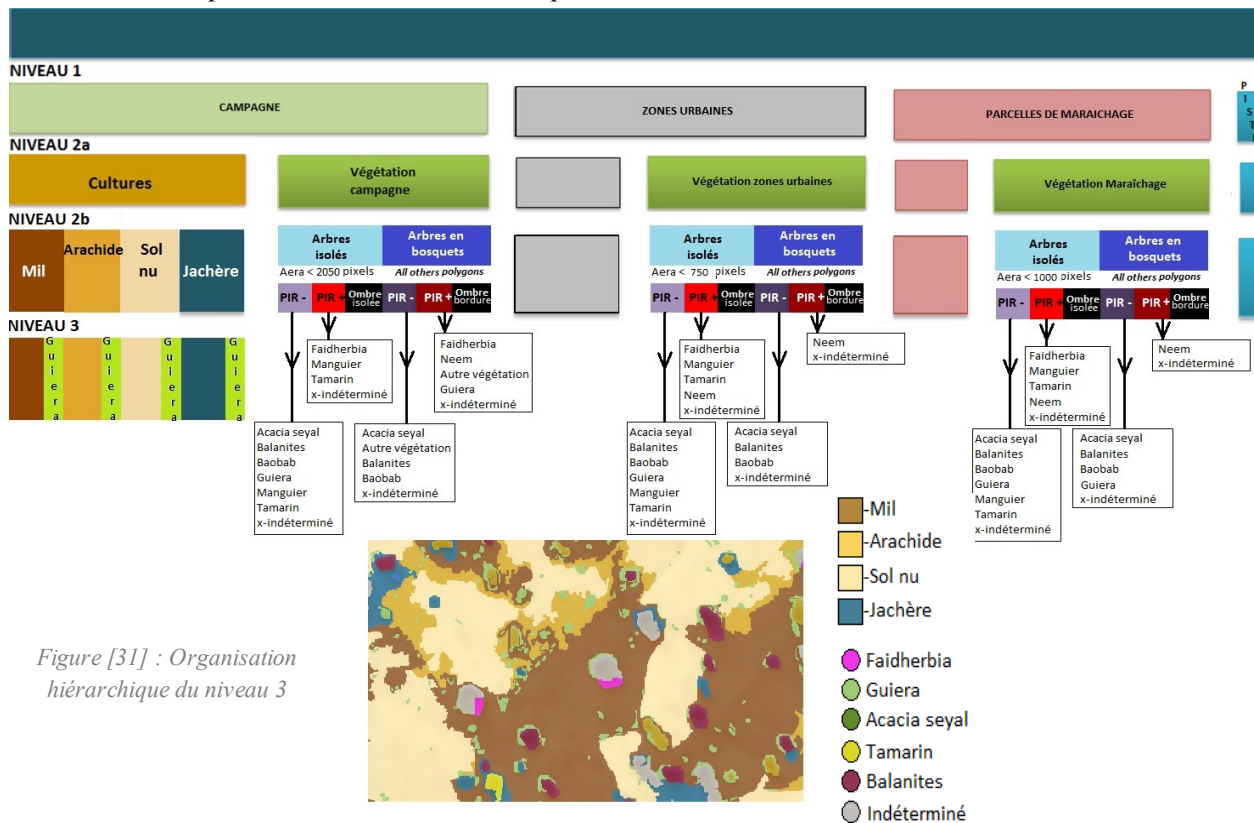 NIVEAU 1
CAMPAGNE
ZONES URBAINES
PARCELLES DE MARAICHAGE
P
I
S
T
NIVEAU 2a
Cultures
Végétation
campagne
Végétation zones urbaines
Végétation Maraîchage
NIVEAU 2b
Mil
Arachide
Sol
nu
Jachère
Arbres
isolés
Arbres en
bosquets
Aera < 2050 pixels
All others polygons
PIR -
PIR +
Ombre
isolée
PIR -
PIR +
Ombre
bordure
Arbres
isolés
Arbres en
bosquets
Aera < 750 pixels
All others polygons
PIR -
PIR +
Ombre
isolée
PIR -
PIR +
Ombre
bordure
Arbres
isolés
Arbres en
bosquets
Aera < 1000 pixels
All others polygons
PIR -
PIR +
Ombre
isolée
PIR -
PIR +
Ombre
bordure
NIVEAU 3
Guiera
Guiera
Guiera
Guiera
Faidherbia
Manguier
Tamarin
x-indéterminé
Faidherbia
Neem
Autre végétation
Guiera
x-indéterminé
Acacia seyal
Balanites
Baobab
Guiera
Manguier
Tamarin
x-indéterminé
Acacia seyal
Autre végétation
Balanites
Baobab
x-indéterminé
Faidherbia
Manguier
Tamarin
Neem
x-indéterminé
Neem
x-indéterminé
Acacia seyal
Balanites
Baobab
Guiera
Manguier
Tamarin
x-indéterminé
Acacia seyal
Balanites
Baobab
x-indéterminé
Faidherbia
Manguier
Tamarin
Neem
x-indéterminé
Neem
x-indéterminé
Acacia seyal
Balanites
Baobab
Guiera
Manguier
Tamarin
x-indéterminé
Acacia seyal
Balanites
Baobab
Guiera
x-indéterminé
-Mil
-Arachide
-Sol nu
-Jachère
Faidherbia
Guiera
Acacia seyal
Tamarin
Balanites
Indéterminé
Figure [31] : Organisation
hiérarchique du niveau 3